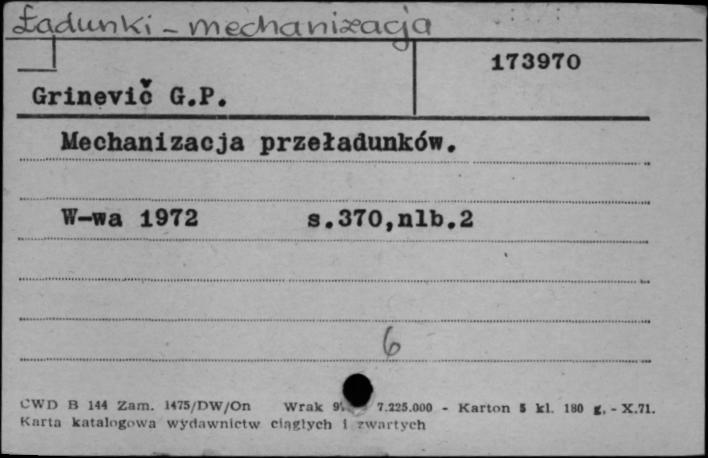 Ładunki - mechanizacja
173970
Grinevič G.P.
Mechanizacja przeładunków.
W-wa 1972 s.370,nlb.2
6
CWD B 144 Zam. 1475/DW/On Wrak 7.225.000 - Karton 5 kl. 180 g. - X.71.
Karta katalogowa wydawnictw ciągłych i zwartych